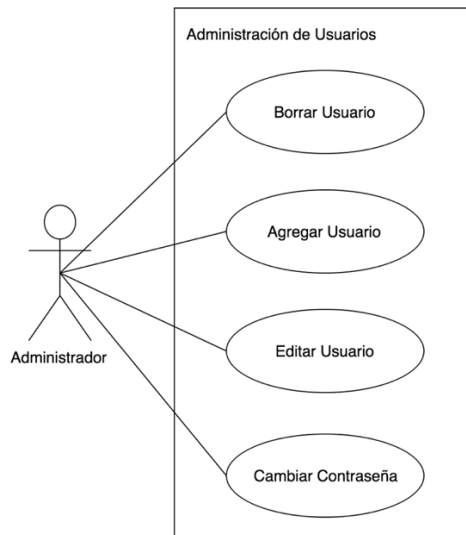 Administración de Usuarios
Borrar Usuario
Agregar Usuario
Administrador
Editar Usuario
Cambiar Contraseña